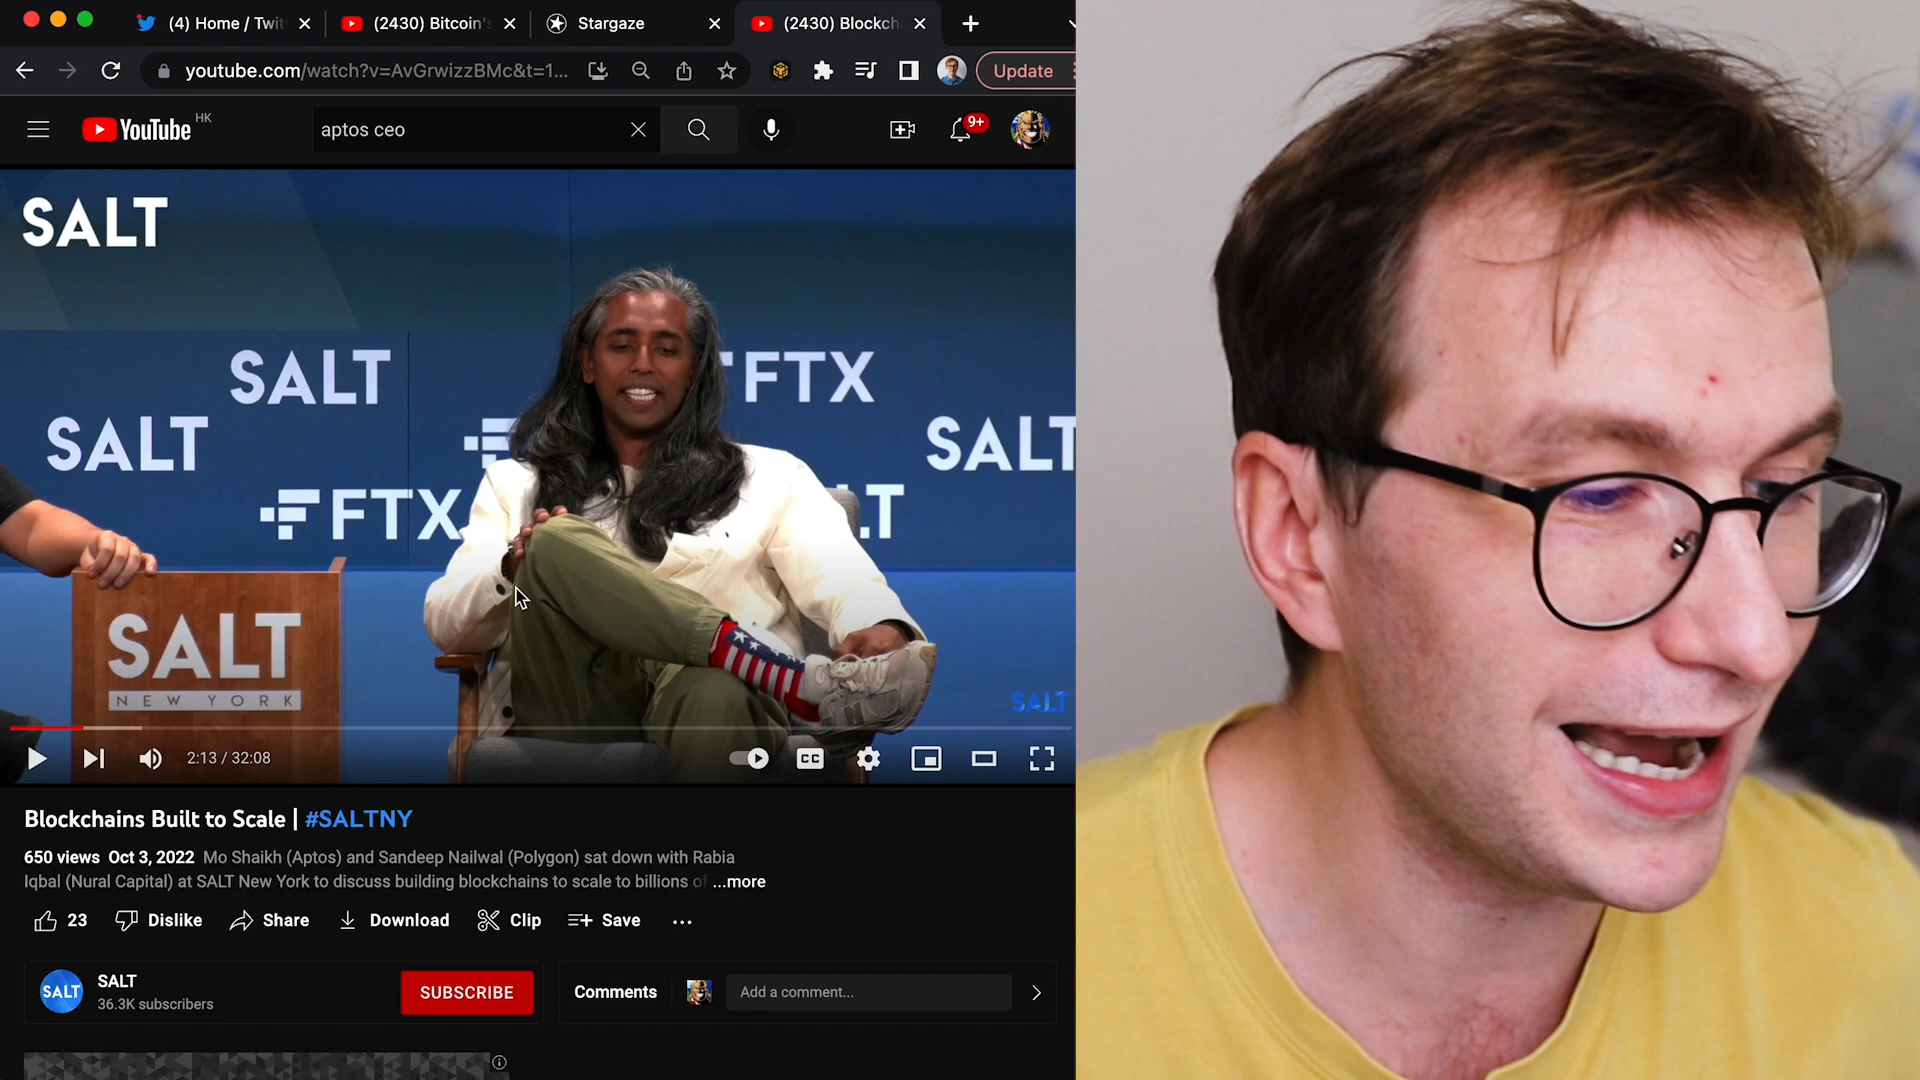 (4) Home / Twit
(2430) Bitcoin's
Stargaze
(2430) Blockch
youtube.com/watch?v=AvGrwizzBMc&t=1...
Update
YouTube HK
aptos ceo
9+
SALT
SALT
FTX
SALT
SALT
FTX
LT
SALT
NEW YORK
SALT
2:13 / 32:08
CC
Blockchains Built to Scale | #SALTNY
650 views Oct 3, 2022 Mo Shaikh (Aptos) and Sandeep Nailwal (Polygon) sat down with Rabia
Iqbal (Nural Capital) at SALT New York to discuss building blockchains to scale to billions of ...more
23 Dislike Share Download Clip Save
SALT
SALT
36.3K subscribers
SUBSCRIBE
Comments
Add a comment...